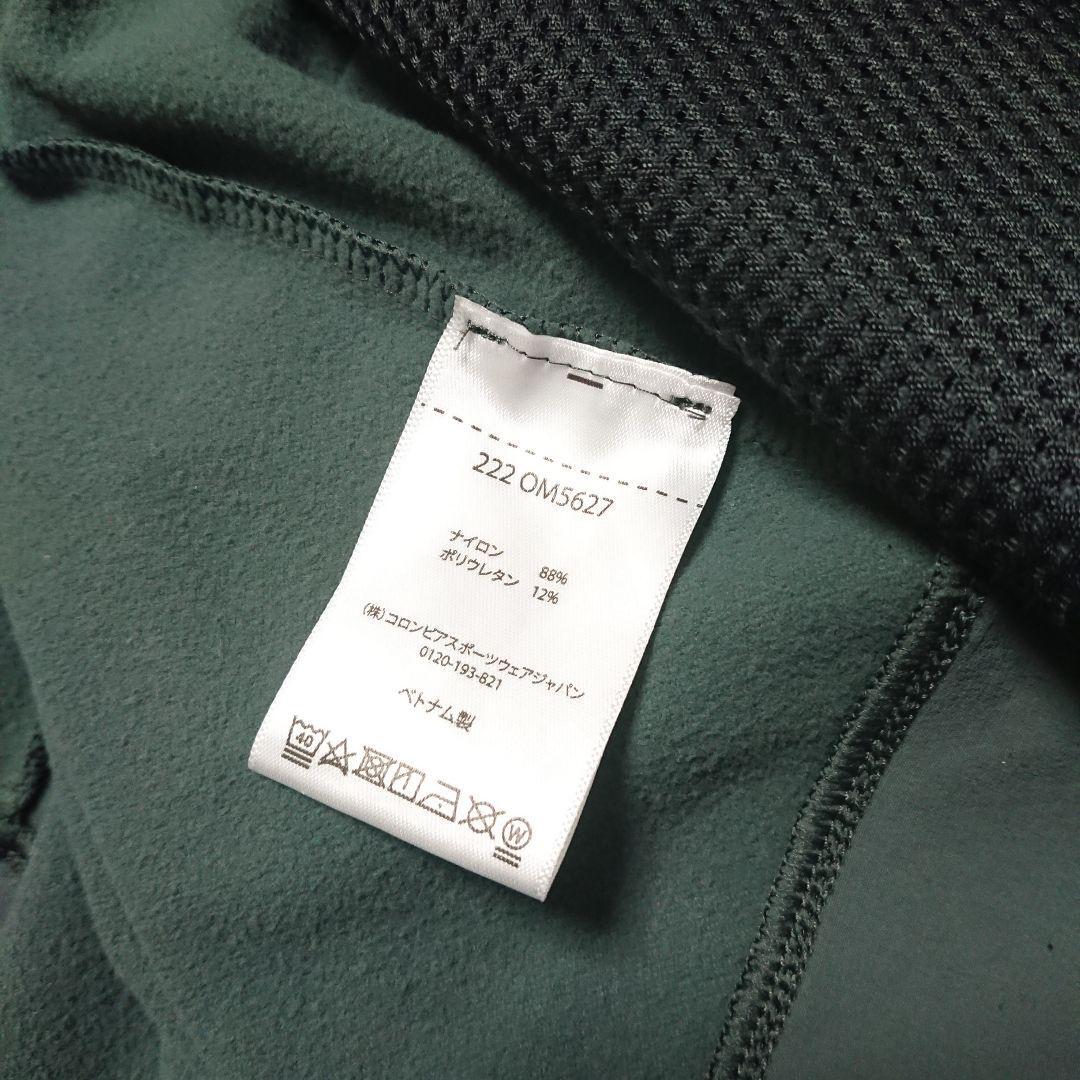 222 OM5627
ナイロン 88%
ポリウレタン 12%
(株)コロンビアスポーツウェアジャパン
0120-193-821
ベトナム製
40
W